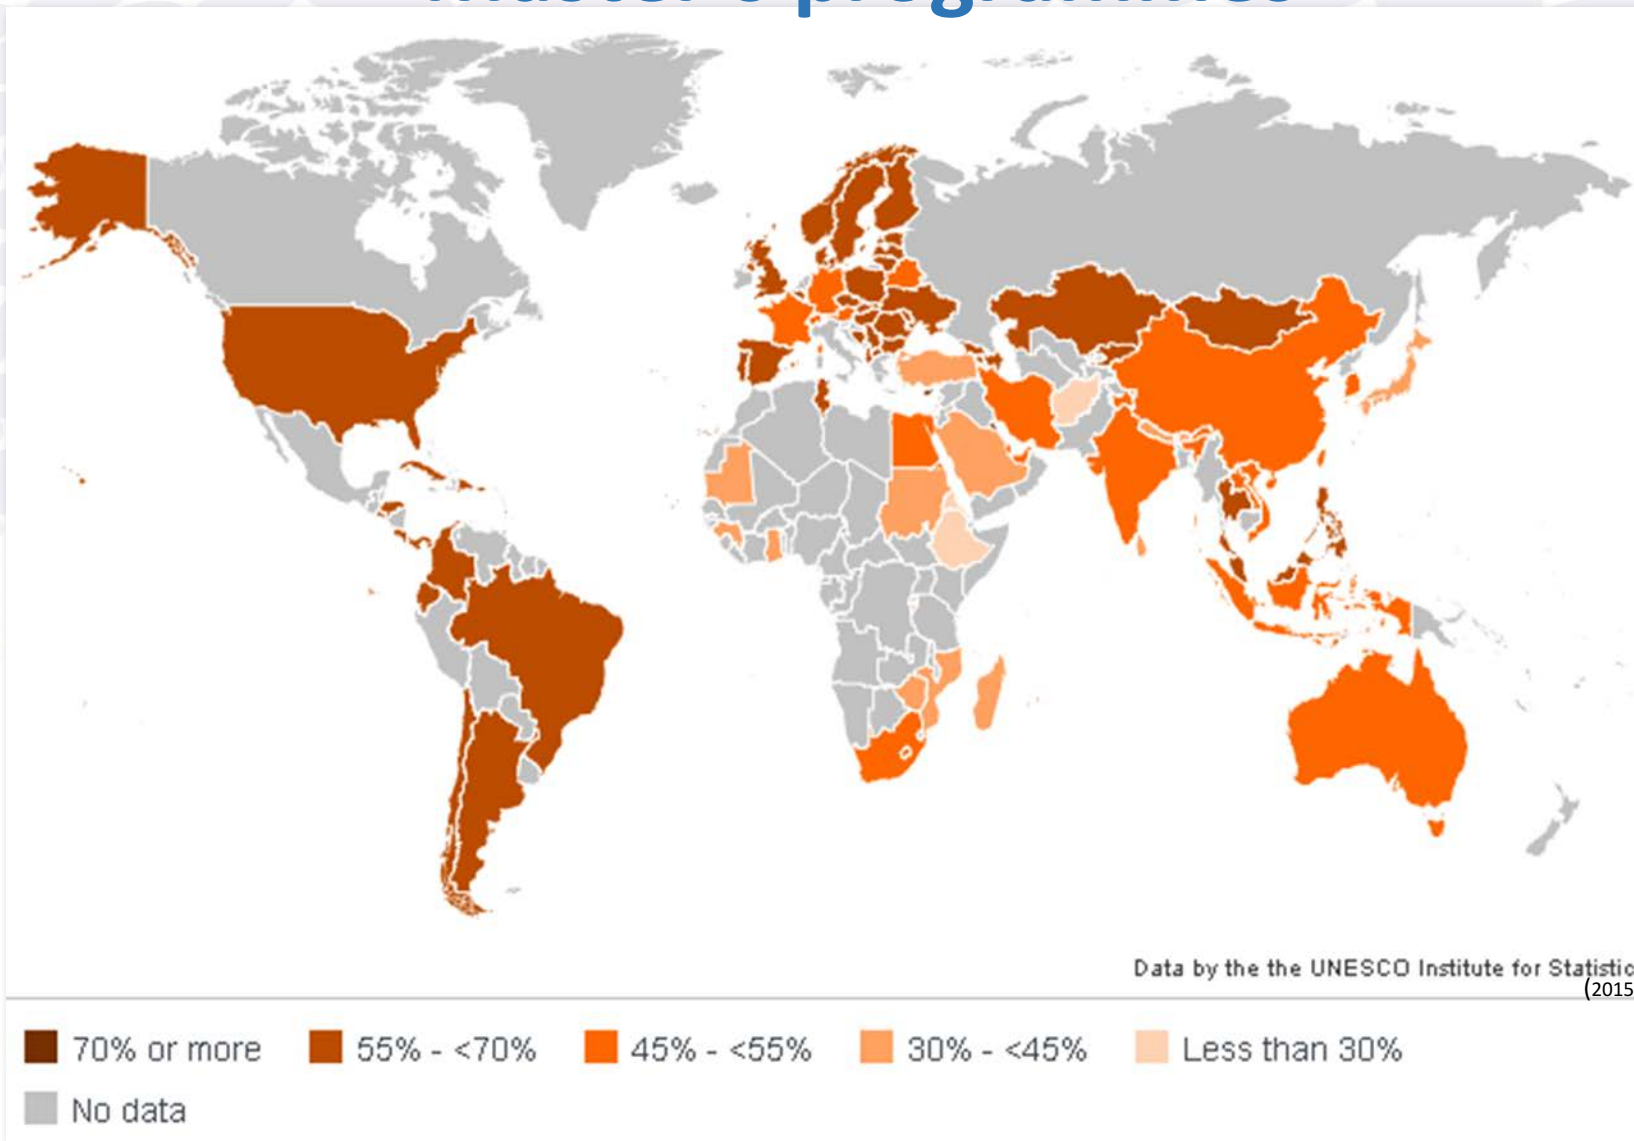 programmes
Data by the the UNESCO Institute for Statistic
(2015
70% or more
55% - <70%
45% - <55%
30% - <45%
Less than 30%
No data